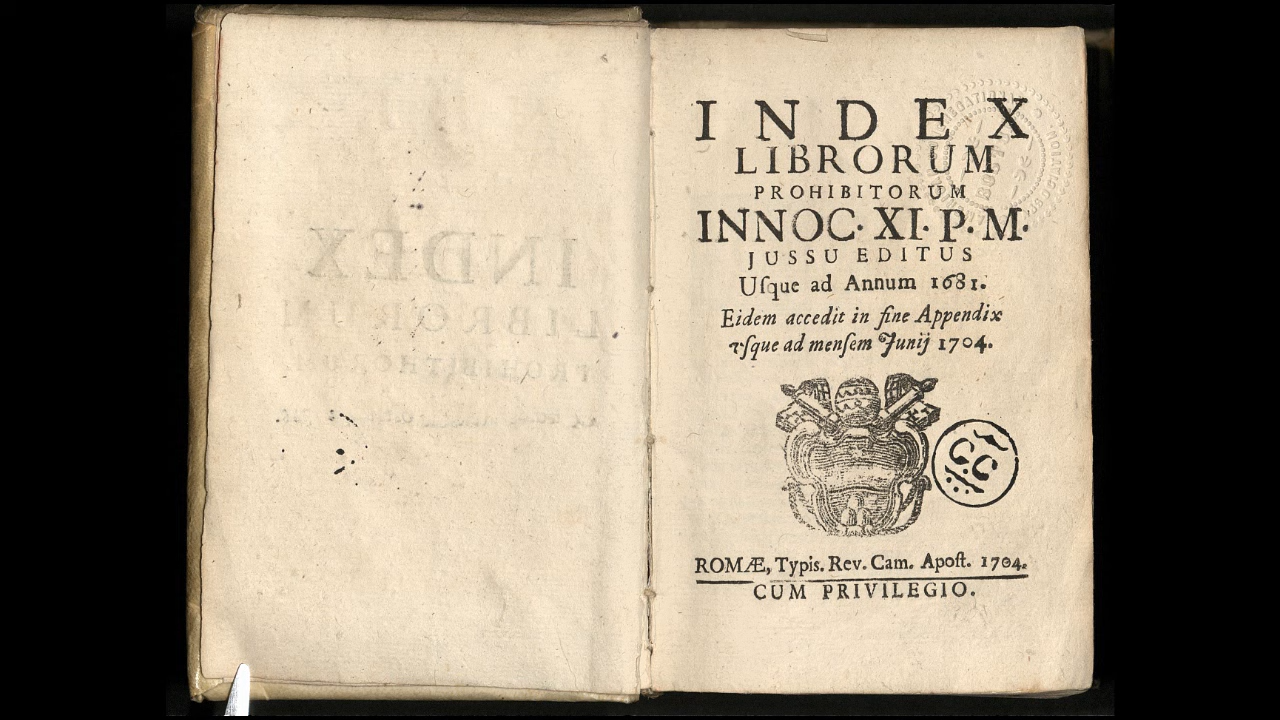 INDEX
LIBRORUM
PROHIBITORUM
INNOC. XI. P. M.
JUSSU EDITUS
Uſque ad Annum 1681.
Eidem accedit in fine Appendix
vſque ad menſem Junij 1704.
ROMÆ, Typis. Rev. Cam. Apoſt. 1704.
CUM PRIVILEGIO.